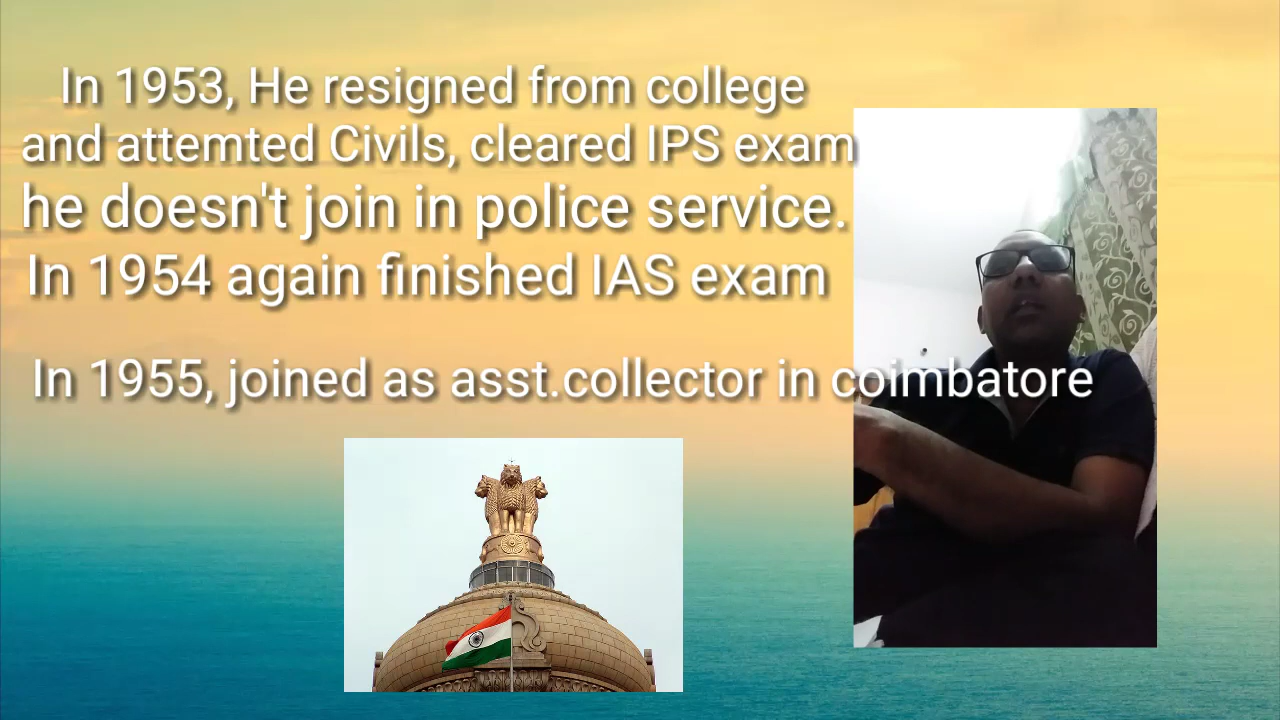 In 1953, He resigned from college
and attemted Civils, cleared IPS exam
he doesn't join in police service.
In 1954 again finished IAS exam
In 1955, joined as asst.collector in coimbatore